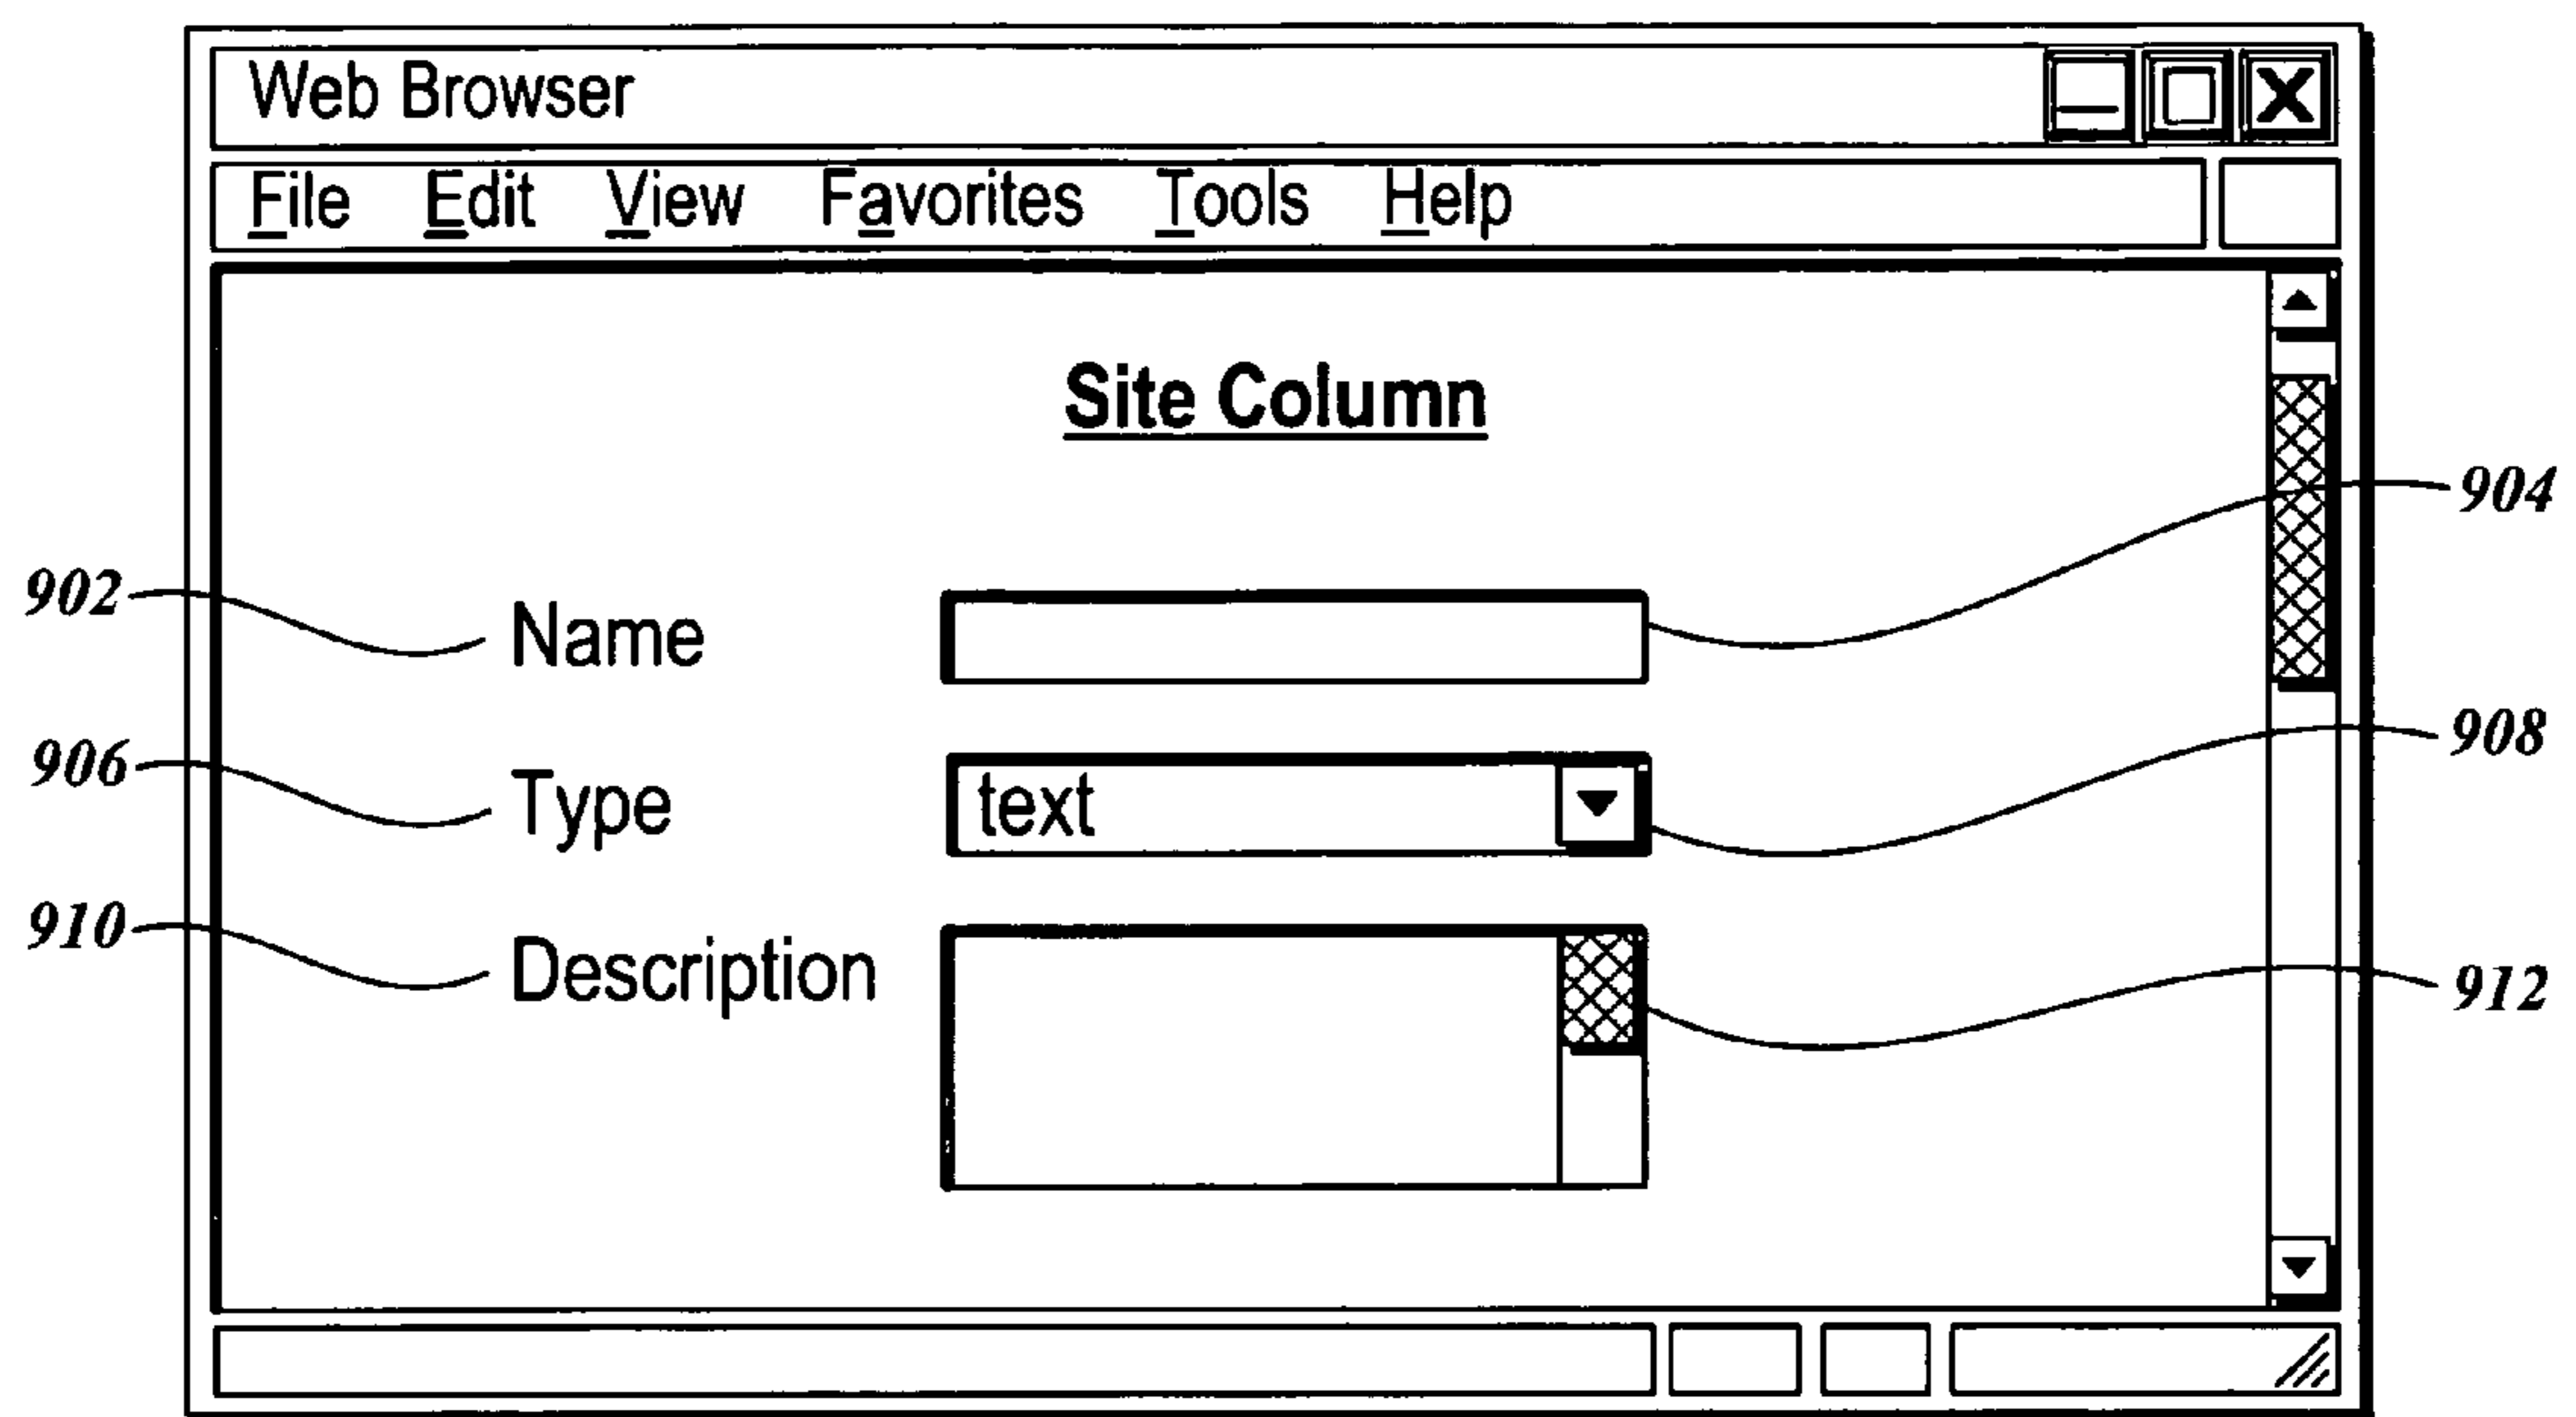 Web Browser
File Edit View Favorites Tools Help
Site Column
904
902 Name
908
906 Type text
910 Description
912